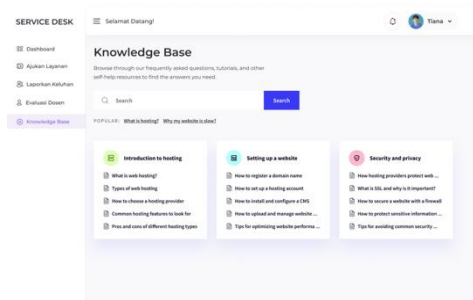 SERVICE DESK
Selamat Datang!
Tiana
Dashboard
Ajukan Layanan
Laporkan Keluhan
Evaluasi Dosen
Knowledge Base
Knowledge Base
Browse through our frequently asked questions, tutorials, and other
self-help resources to find the answers you need.
Search
Search
POPULAR: What is hosting? Why my website is slow?
Introduction to hosting
What is web hosting?
Types of web hosting
How to choose a hosting provider
Common hosting features to look for
Pros and cons of different hosting types
Setting up a website
How to register a domain name
How to set up a hosting account
How to install and configure a CMS
How to upload and manage website ...
Tips for optimizing website performa ...
Security and privacy
How hosting providers protect web ...
What is SSL and why is it important?
How to secure a website with a firewall
How to protect sensitive information ...
Tips for avoiding common security ...